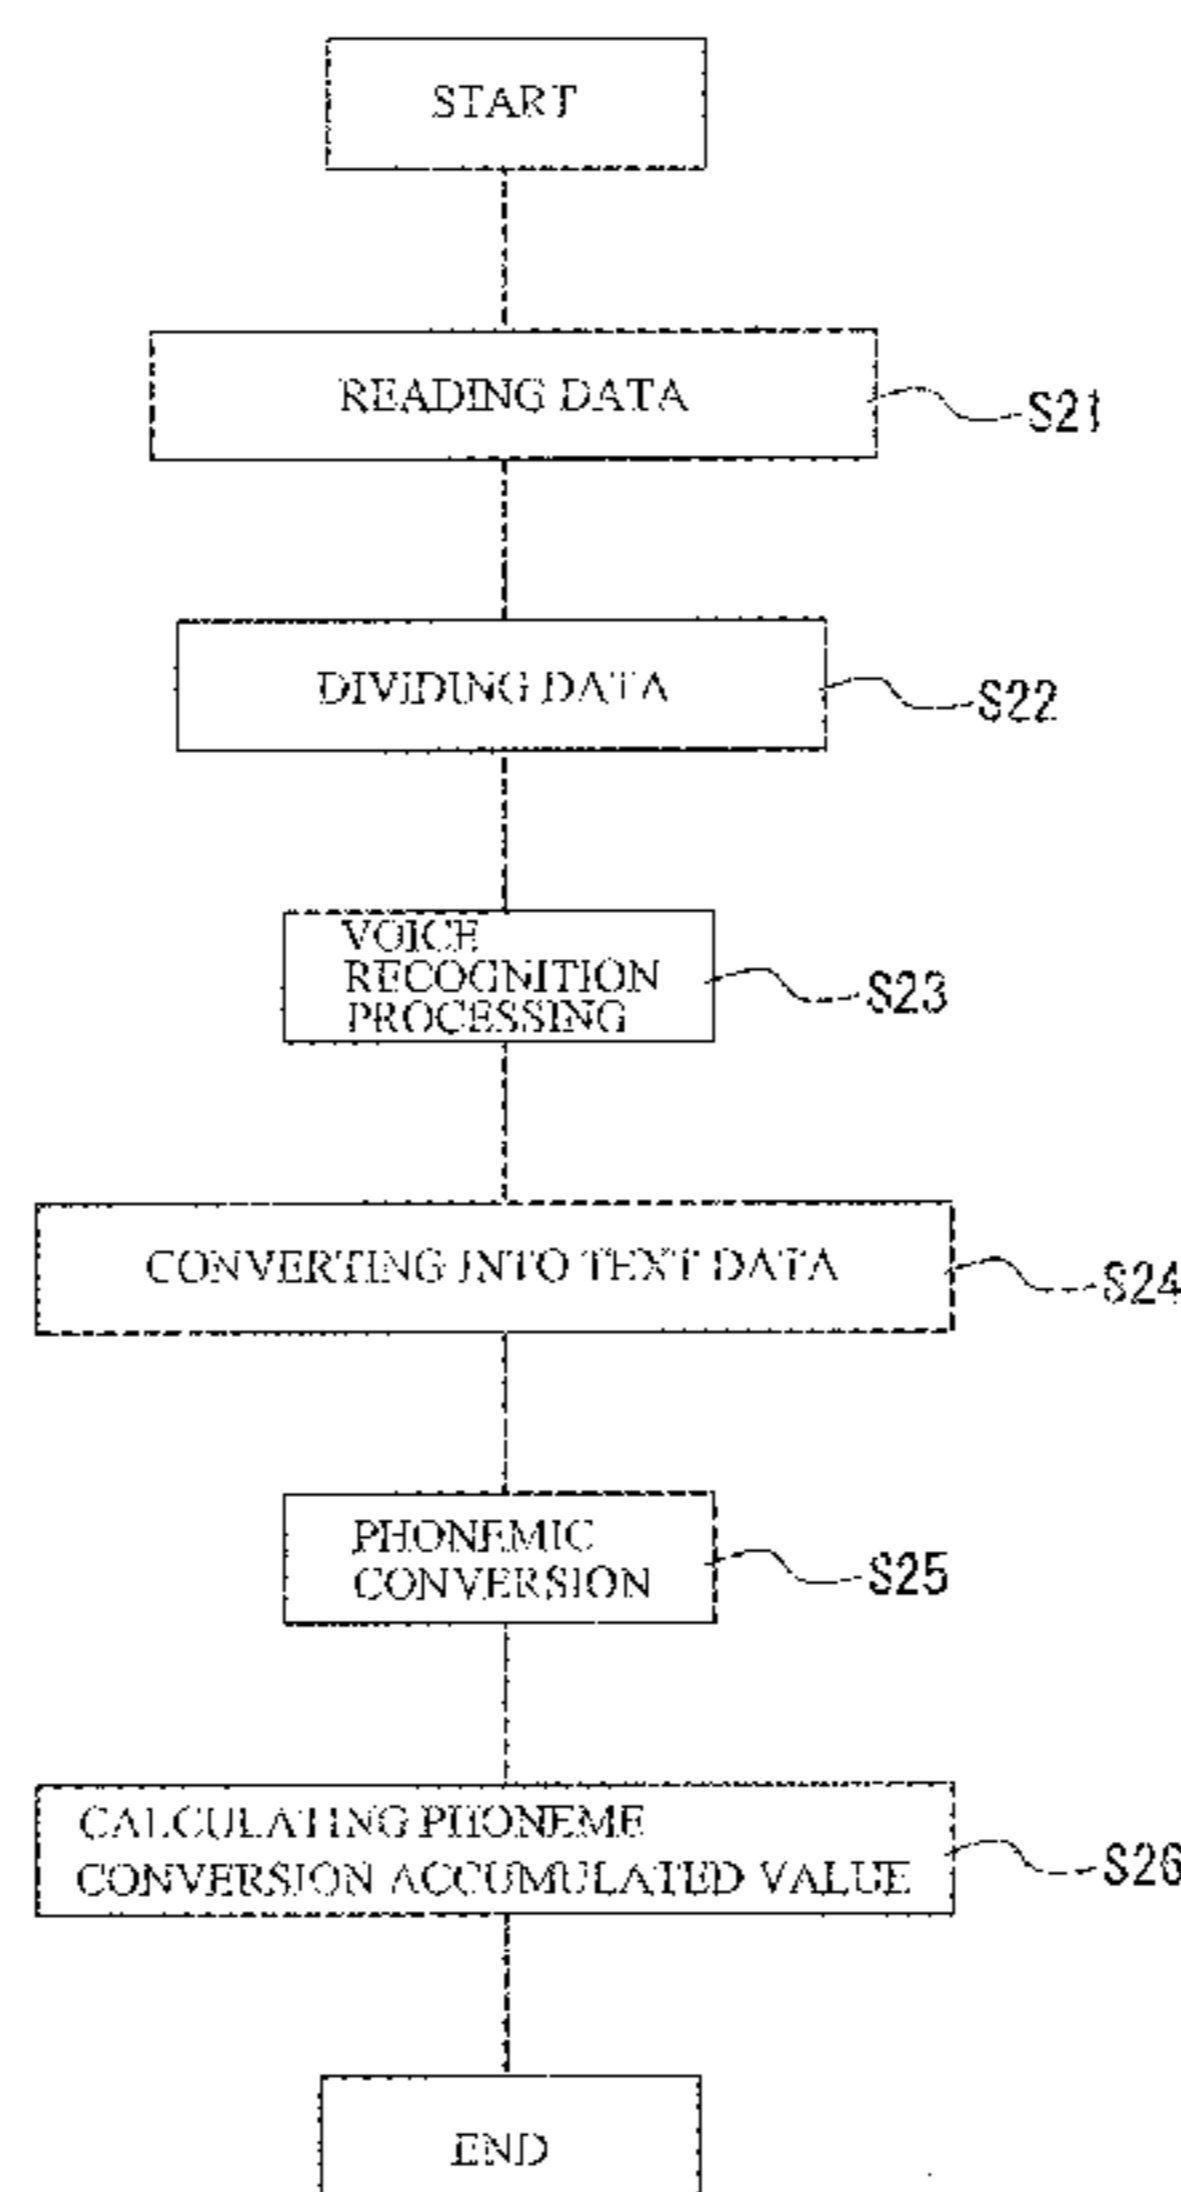 START
READING DATA
S21
DIVIDING DATA
S22
VOICE
RECOGNITION
PROCESSING
S23
CONVERTING INTO TEXT DATA
S24
PHONEMIC
CONVERSION
S25
CALCULATING PHONEME
CONVERSION ACCUMULATED VALUE
S26
END